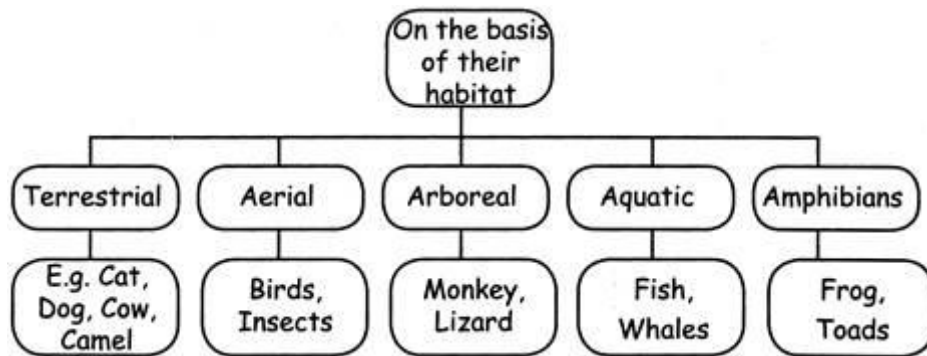 On the basis
of their
habitat
Terrestrial
Aerial
Arboreal
Aquatic
Amphibians
E.g. Cat,
Dog, Cow,
Camel
Birds,
Insects
Monkey,
Lizard
Fish,
Whales
Frog,
Toads